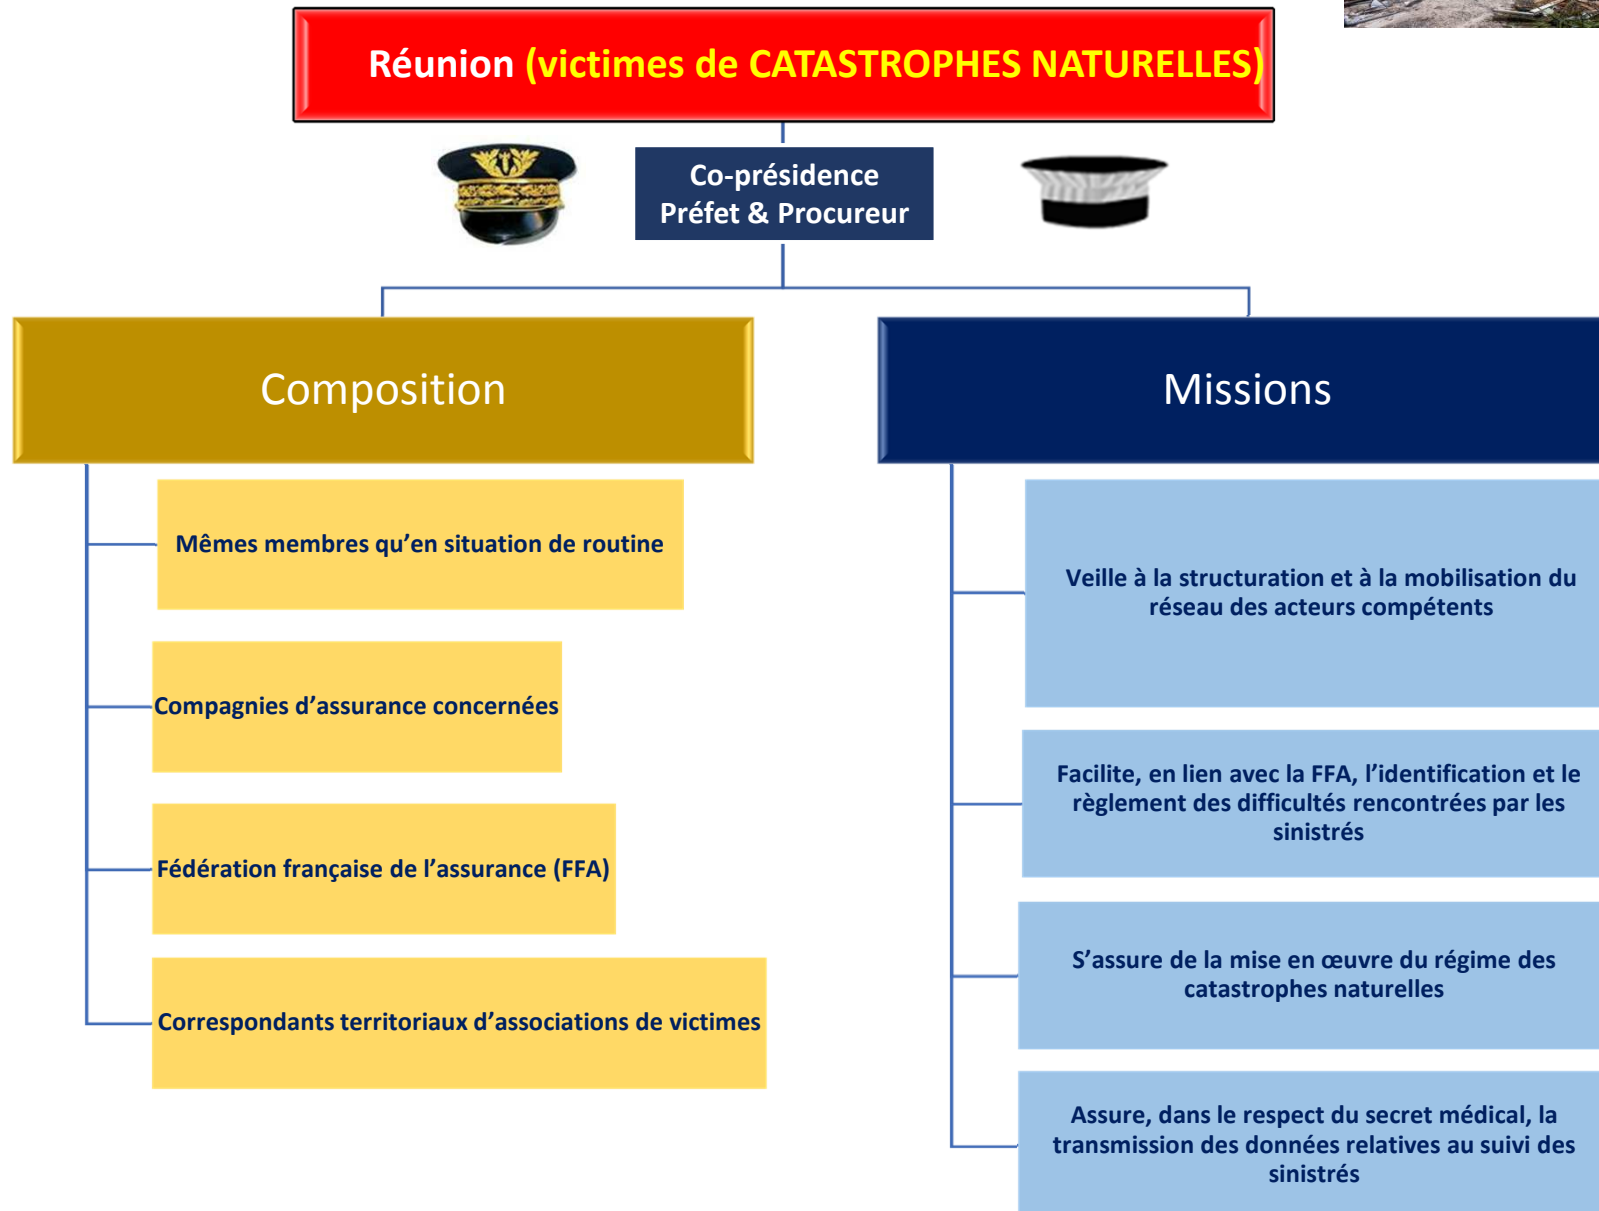 Réunion (victimes de CATASTROPHES NATURELLES)
Co-présidence
Préfet & Procureur
Composition
Mêmes membres qu’en situation de routine
Compagnies d’assurance concernées
Fédération française de l’assurance (FFA)
Correspondants territoriaux d’associations de victimes
Missions
Veille à la structuration et à la mobilisation du
réseau des acteurs compétents
Facilite, en lien avec la FFA, l’identification et le
règlement des difficultés rencontrées par les
sinistrés
S’assure de la mise en œuvre du régime des
catastrophes naturelles
Assure, dans le respect du secret médical, la
transmission des données relatives au suivi des
sinistrés